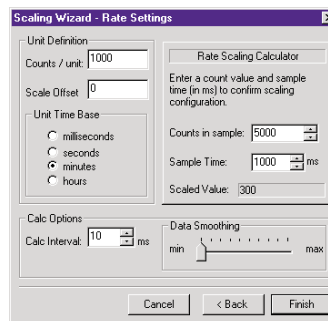 Scaling Wizard - Rate Settings
Unit Definition
Counts / unit: 1000
Scale Offset 0
Unit Time Base
milliseconds
seconds
minutes
hours
Rate Scaling Calculator
Enter a count value and sample
time (in ms) to confirm scaling
configuration.
Counts in sample: 5000
Sample Time: 1000 ms
Scaled Value: 300
Calc Options
Calc Interval: 10 ms
Data Smoothing
min max
Cancel < Back Finish